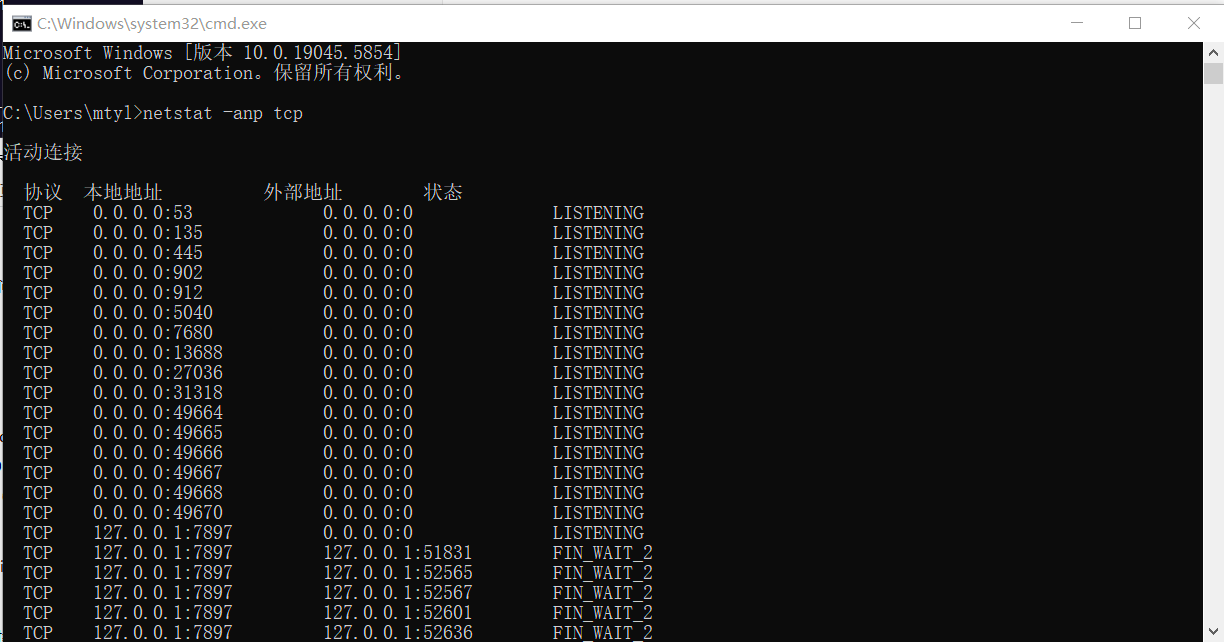 C:\Windows\system32\cmd.exe
Microsoft Windows [版本 10.0.19045.5854]
(c) Microsoft Corporation。保留所有权利。
C:\Users\mtyl>netstat -anp tcp
活动连接
协议 本地地址 外部地址 状态
TCP 0.0.0.0:53 0.0.0.0:0 LISTENING
TCP 0.0.0.0:135 0.0.0.0:0 LISTENING
TCP 0.0.0.0:445 0.0.0.0:0 LISTENING
TCP 0.0.0.0:902 0.0.0.0:0 LISTENING
TCP 0.0.0.0:912 0.0.0.0:0 LISTENING
TCP 0.0.0.0:5040 0.0.0.0:0 LISTENING
TCP 0.0.0.0:7680 0.0.0.0:0 LISTENING
TCP 0.0.0.0:13688 0.0.0.0:0 LISTENING
TCP 0.0.0.0:27036 0.0.0.0:0 LISTENING
TCP 0.0.0.0:31318 0.0.0.0:0 LISTENING
TCP 0.0.0.0:49664 0.0.0.0:0 LISTENING
TCP 0.0.0.0:49665 0.0.0.0:0 LISTENING
TCP 0.0.0.0:49666 0.0.0.0:0 LISTENING
TCP 0.0.0.0:49667 0.0.0.0:0 LISTENING
TCP 0.0.0.0:49668 0.0.0.0:0 LISTENING
TCP 0.0.0.0:49670 0.0.0.0:0 LISTENING
TCP 127.0.0.1:7897 0.0.0.0:0 LISTENING
TCP 127.0.0.1:7897 127.0.0.1:51831 FIN_WAIT_2
TCP 127.0.0.1:7897 127.0.0.1:52565 FIN_WAIT_2
TCP 127.0.0.1:7897 127.0.0.1:52567 FIN_WAIT_2
TCP 127.0.0.1:7897 127.0.0.1:52601 FIN_WAIT_2
TCP 127.0.0.1:7897 127.0.0.1:52636 FIN_WAIT_2